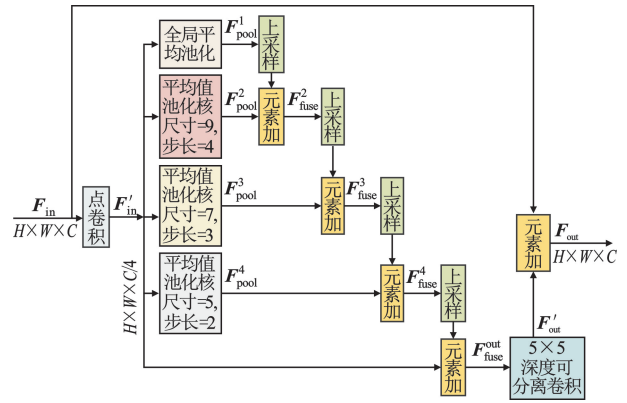 全局平
均池化
F¹pool
上采样
平均值
池化核
尺寸=9,
步长=4
F²pool
元素加
F²fuse
上采样
Fin
H×W×C
点卷积
F′in
平均值
池化核
尺寸=7,
步长=3
F³pool
元素加
F³fuse
上采样
H×W×C/4
平均值
池化核
尺寸=5,
步长=2
F⁴pool
元素加
F⁴fuse
上采样
元素加
Fᵒᵘᵗfuse
5×5
深度可
分离卷积
F′out
元素加
Fout
H×W×C